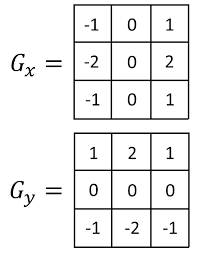 -1 0 1
Gₓ = -2 0 2
-1 0 1
1 2 1
Gᵧ = 0 0 0
-1 -2 -1